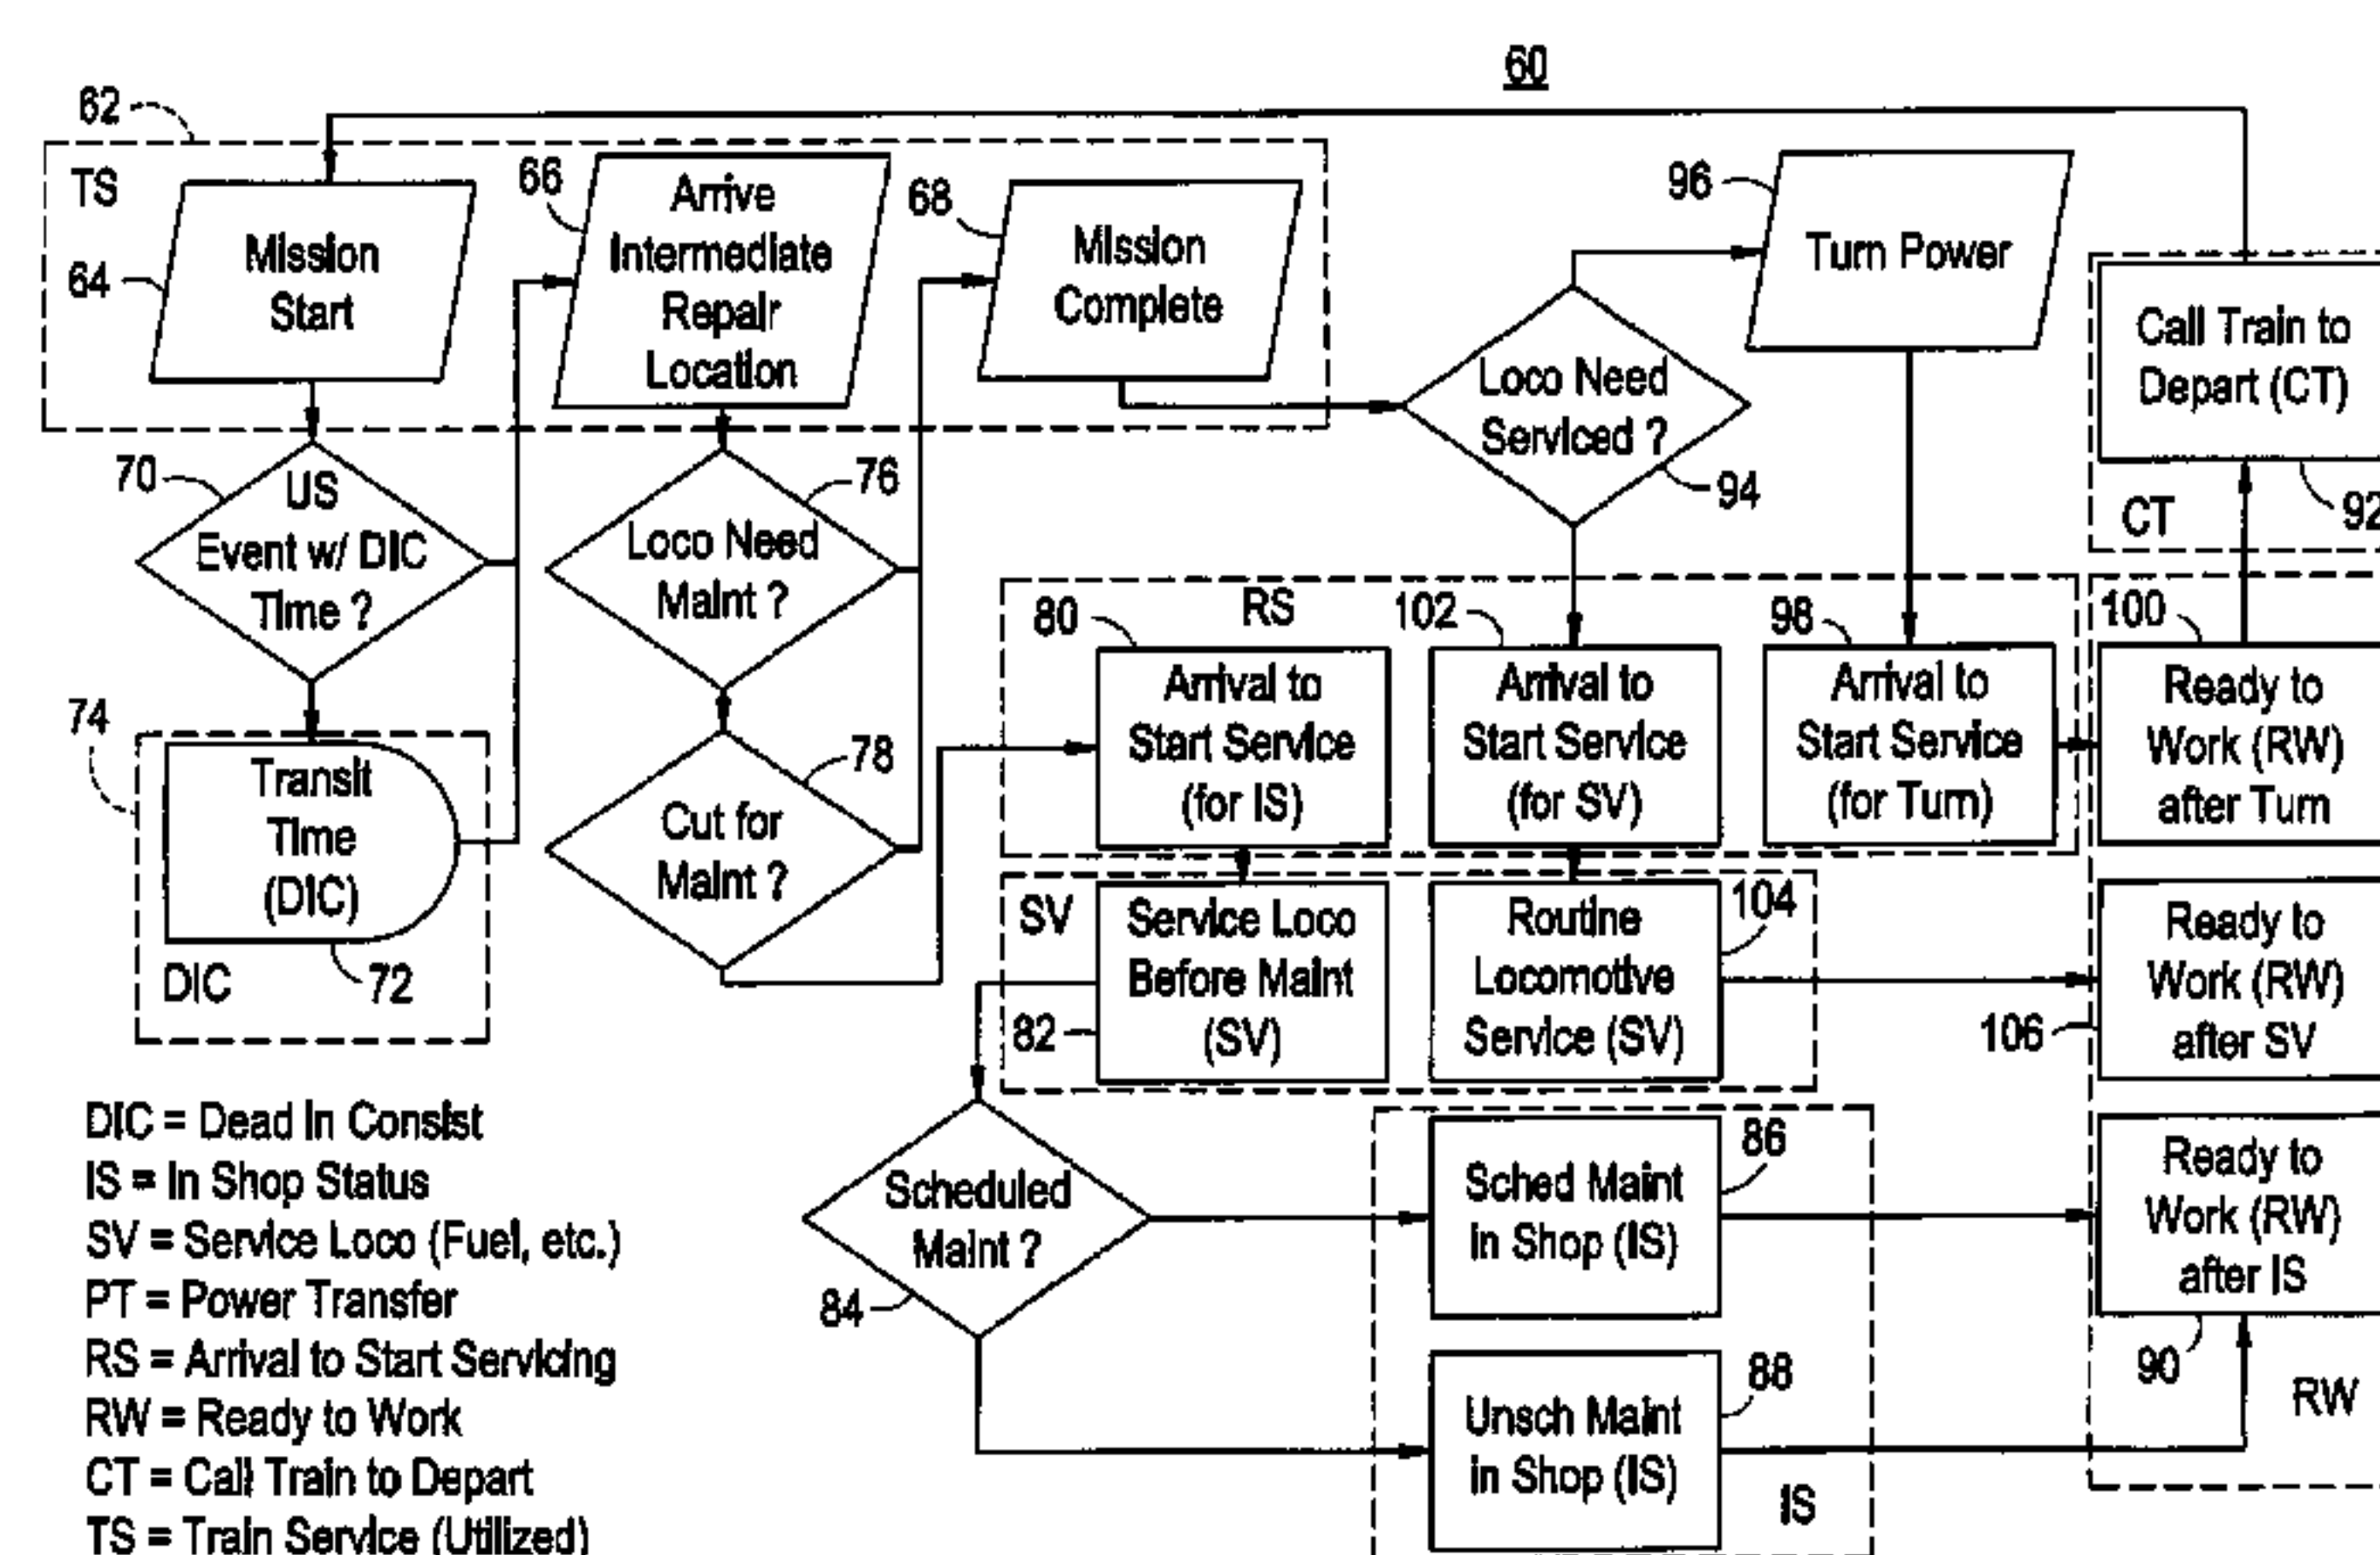 60
62
TS
64
Mission
Start
66
Arrive
Intermediate
Repair
Location
68
Mission
Complete
96
Turn Power
Loco Need
Serviced ?
94
Call Train to
Depart (CT)
CT
92
70
US
Event w/ DIC
Time ?
76
Loco Need
Maint ?
74
Transit
Time
(DIC)
DIC
72
78
Cut for
Maint ?
RS
80
Arrival to
Start Service
(for IS)
102
Arrival to
Start Service
(for SV)
98
Arrival to
Start Service
(for Turn)
100
Ready to
Work (RW)
after Turn
SV
Service Loco
Before Maint
(SV)
82
Routine
Locomotive
Service (SV)
104
Ready to
Work (RW)
after SV
106
Scheduled
Maint ?
84
Sched Maint
in Shop (IS)
86
Ready to
Work (RW)
after IS
90
RW
Unsch Maint
in Shop (IS)
88
IS
DIC = Dead in Consist
IS = In Shop Status
SV = Service Loco (Fuel, etc.)
PT = Power Transfer
RS = Arrival to Start Servicing
RW = Ready to Work
CT = Call Train to Depart
TS = Train Service (Utilized)